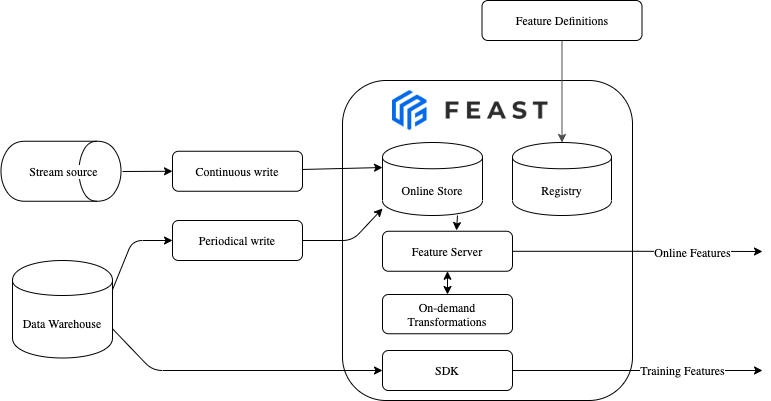 Feature Definitions
FEAST
Stream source
Continuous write
Online Store
Registry
Periodical write
Feature Server
Online Features
Data Warehouse
On-demand
Transformations
SDK
Training Features